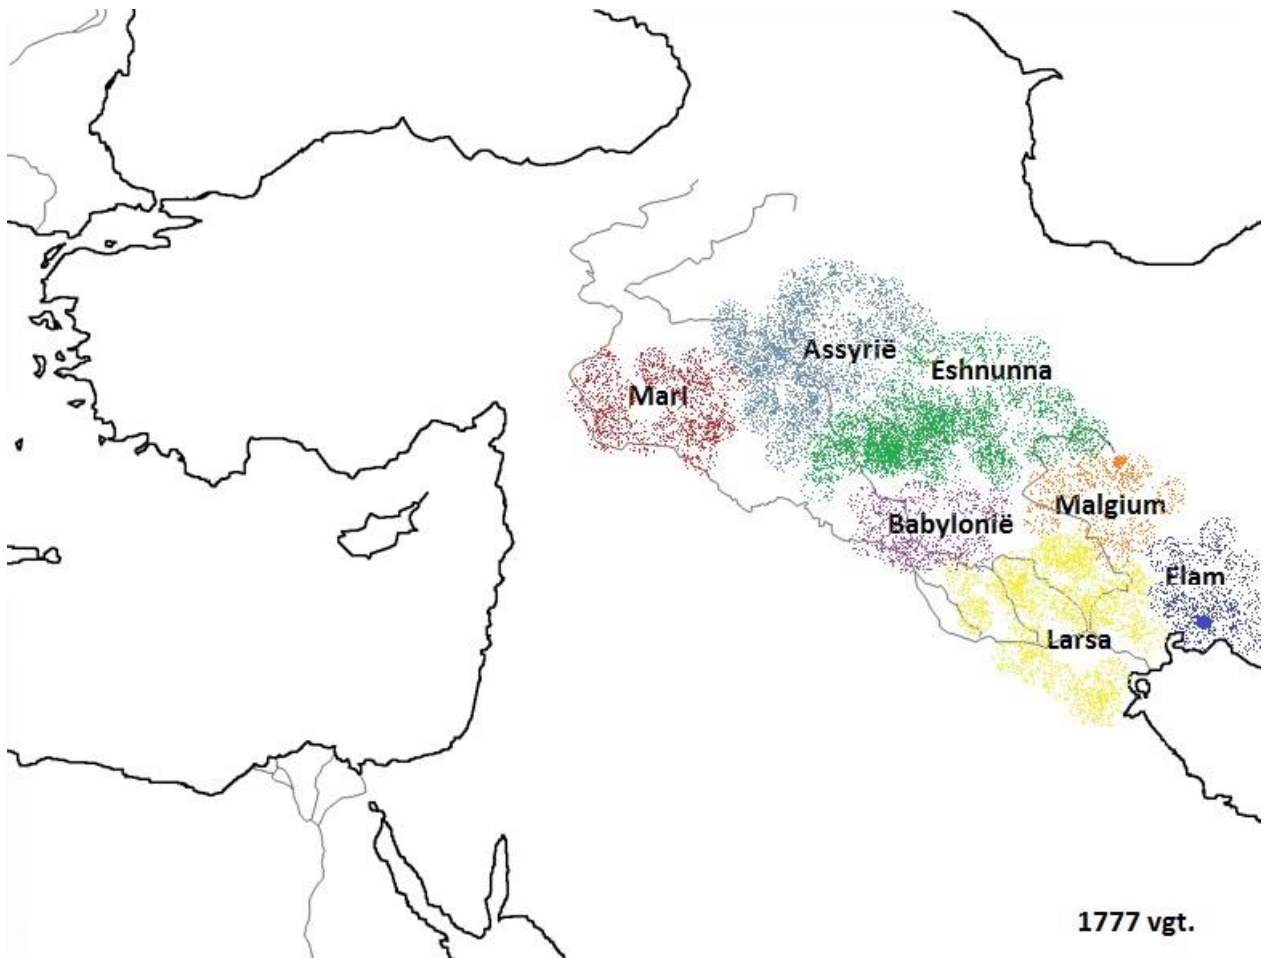 Assyrië
Eshnunna
Mari
Malgium
Babylonië
Elam
Larsa
1777 vgt.